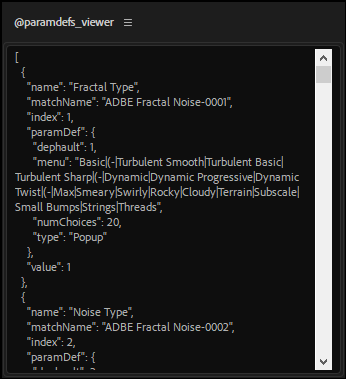 @paramdefs_viewer ≡
[
{
"name": "Fractal Type",
"matchName": "ADBE Fractal Noise-0001",
"index": 1,
"paramDef": {
"dephault": 1,
"menu": "Basic|(-|Turbulent Smooth|Turbulent Basic|
Turbulent Sharp|(-|Dynamic|Dynamic Progressive|Dynamic
Twist|(-|Max|Smeary|Swirly|Rocky|Cloudy|Terrain|Subscale|
Small Bumps|Strings|Threads",
"numChoices": 20,
"type": "Popup"
},
"value": 1
},
{
"name": "Noise Type",
"matchName": "ADBE Fractal Noise-0002",
"index": 2,
"paramDef": {